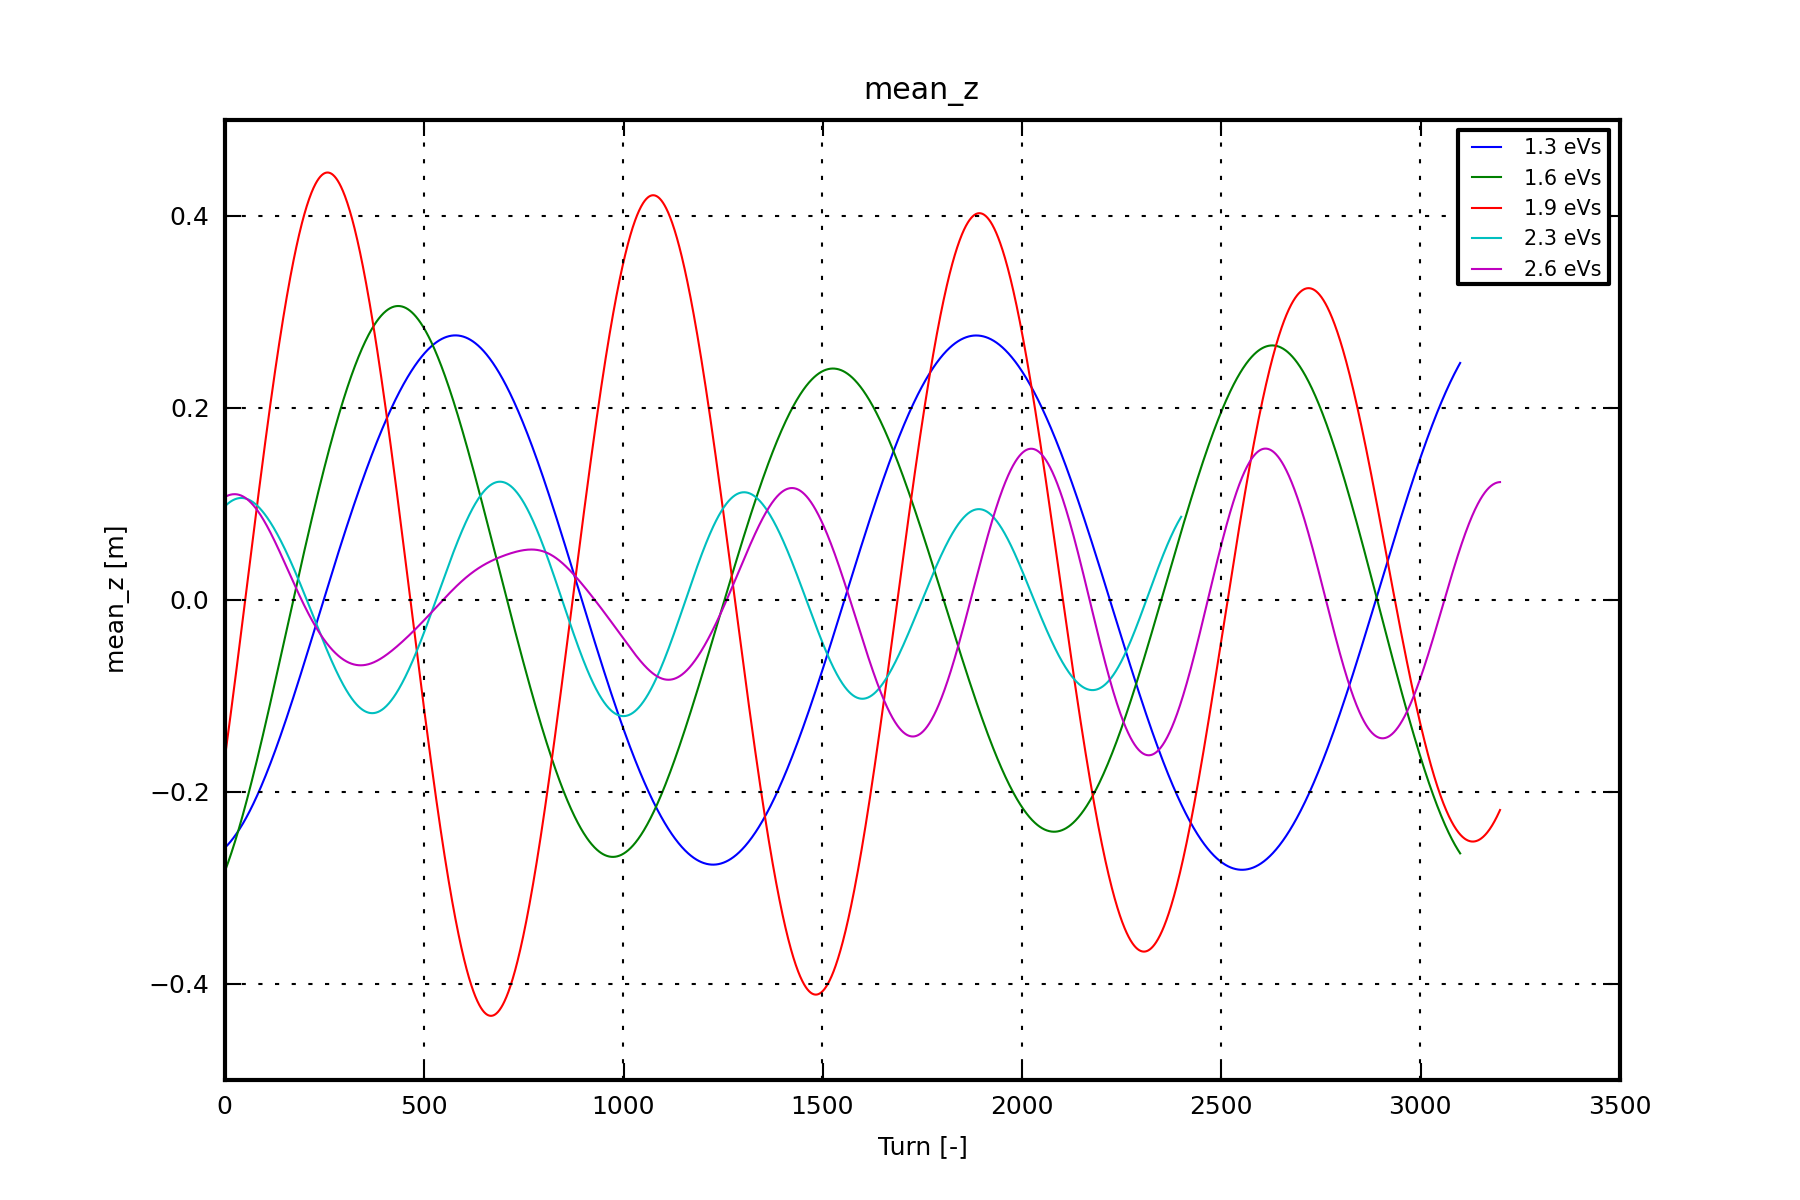 mean_z
1.3 eVs
1.6 eVs
1.9 eVs
2.3 eVs
2.6 eVs
0.4
0.2
0.0
−0.2
−0.4
mean_z [m]
0 500 1000 1500 2000 2500 3000 3500
Turn [-]